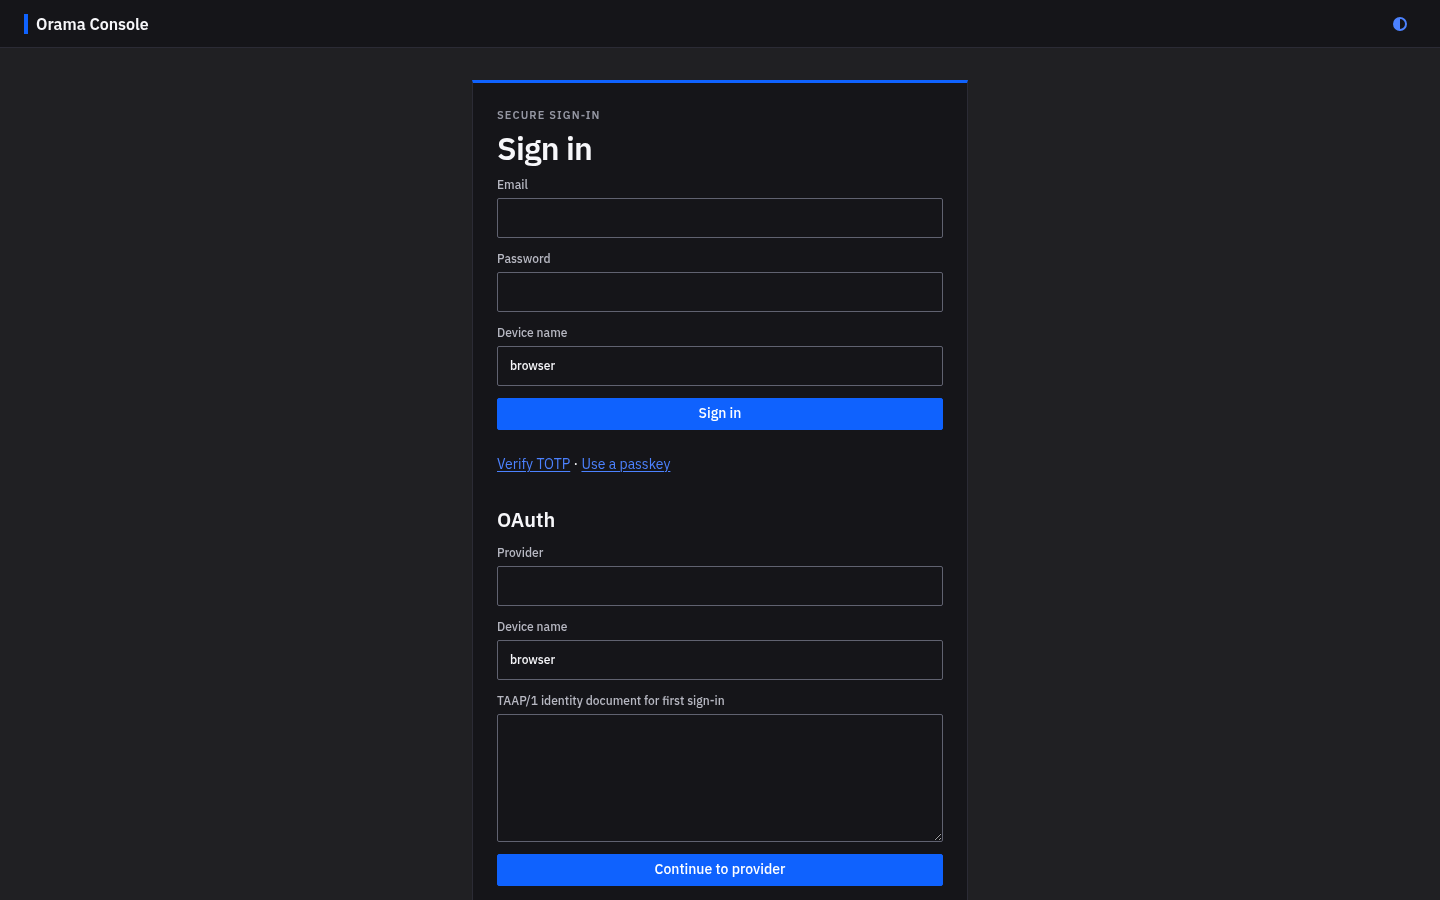 Orama Console
SECURE SIGN-IN
Sign in
Email
Password
Device name
browser
Sign in
Verify TOTP · Use a passkey
OAuth
Provider
Device name
browser
TAAP/1 identity document for first sign-in
Continue to provider